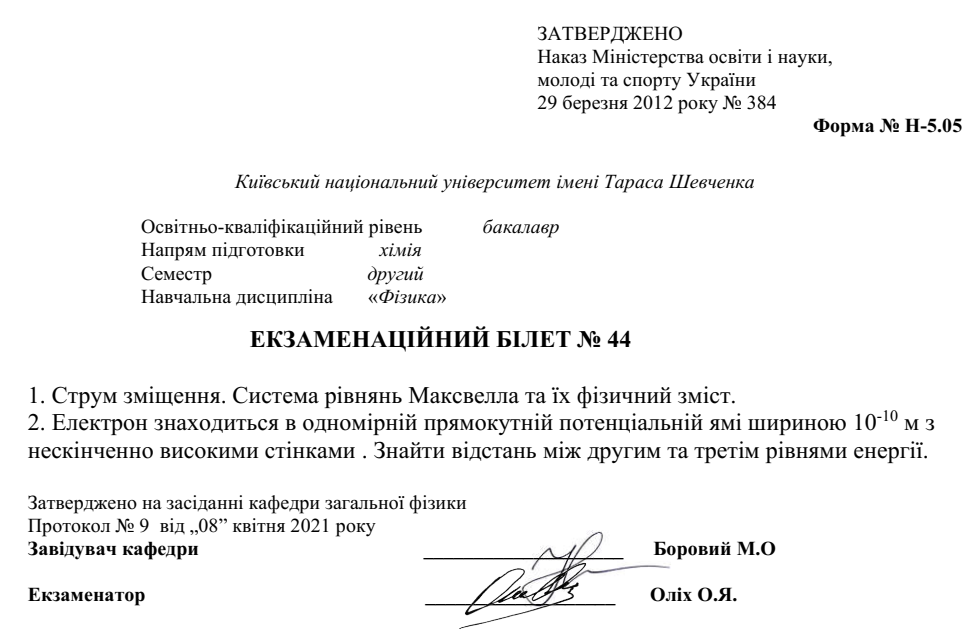 ЗАТВЕРДЖЕНО
Наказ Міністерства освіти і науки,
молоді та спорту України
29 березня 2012 року № 384
Форма № Н-5.05
Київський національний університет імені Тараса Шевченка
Освітньо-кваліфікаційний рівень бакалавр
Напрям підготовки хімія
Семестр другий
Навчальна дисципліна «Фізика»
ЕКЗАМЕНАЦІЙНИЙ БІЛЕТ № 44
1. Струм зміщення. Система рівнянь Максвелла та їх фізичний зміст.
2. Електрон знаходиться в одномірній прямокутній потенціальній ямі шириною 10⁻¹⁰ м з
нескінченно високими стінками . Знайти відстань між другим та третім рівнями енергії.
Затверджено на засіданні кафедри загальної фізики
Протокол № 9 від „08” квітня 2021 року
Завідувач кафедри ____________________ Боровий М.О
Екзаменатор ____________________ Оліх О.Я.